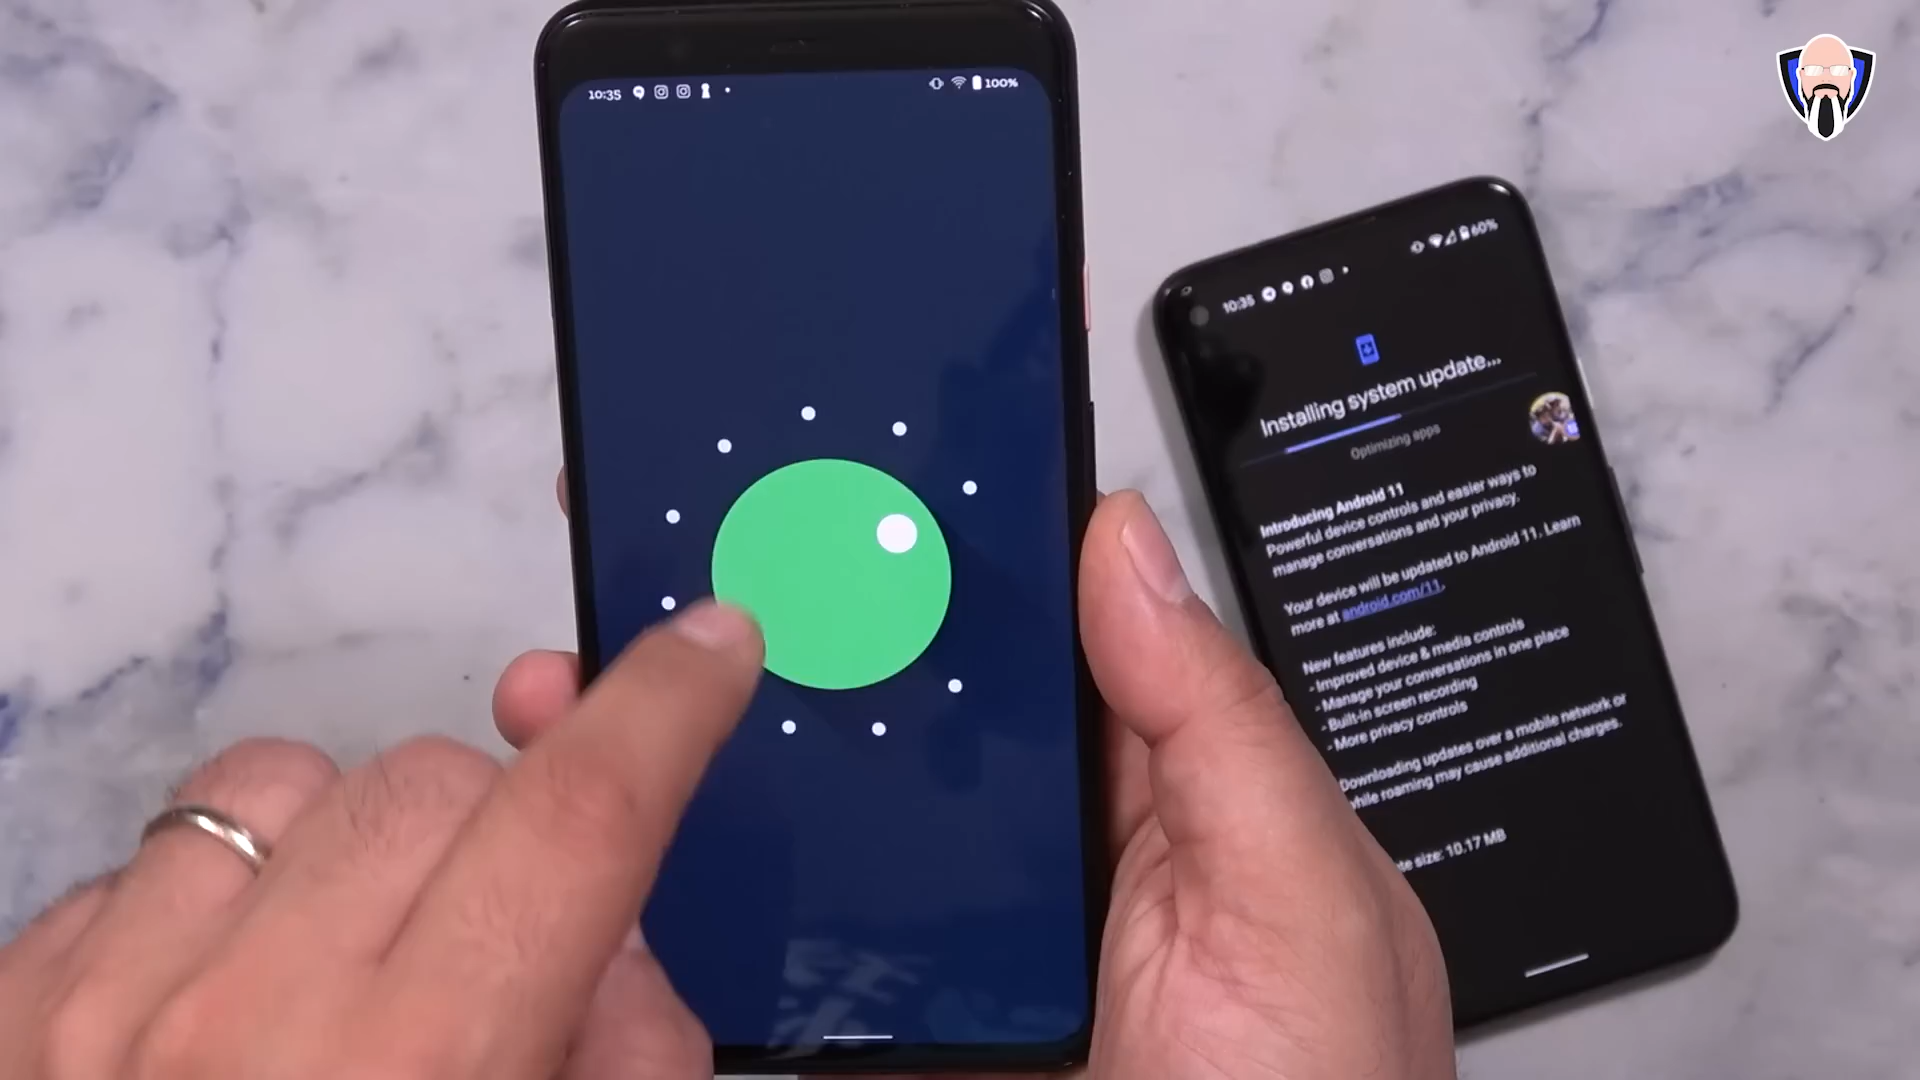 10:35
100%
10:35
60%
Installing system update...
Optimizing apps
Introducing Android 11
Powerful device controls and easier ways to
manage conversations and your privacy.
Your device will be updated to Android 11. Learn
more at android.com/11.
New features include:
- Improved device & media controls
- Manage your conversations in one place
- Built-in screen recording
- More privacy controls
Downloading updates over a mobile network or
while roaming may cause additional charges.
size: 10.17 MB